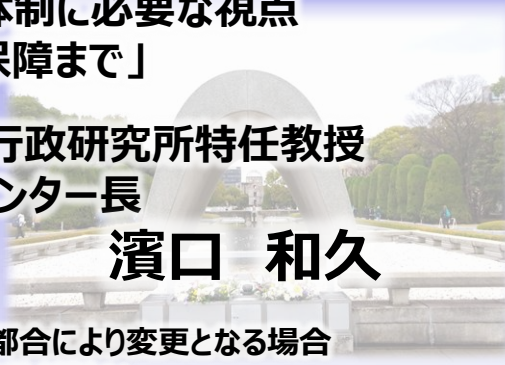 体制に必要な視点
保障まで」
行政研究所特任教授
ンター長
濱口　和久
都合により変更となる場合